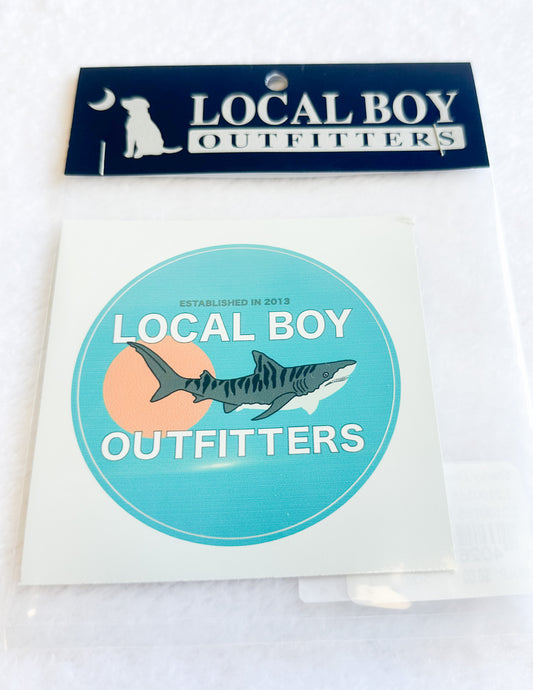 LOCAL BOY
OUTFITTERS
ESTABLISHED IN 2013
LOCAL BOY
OUTFITTERS